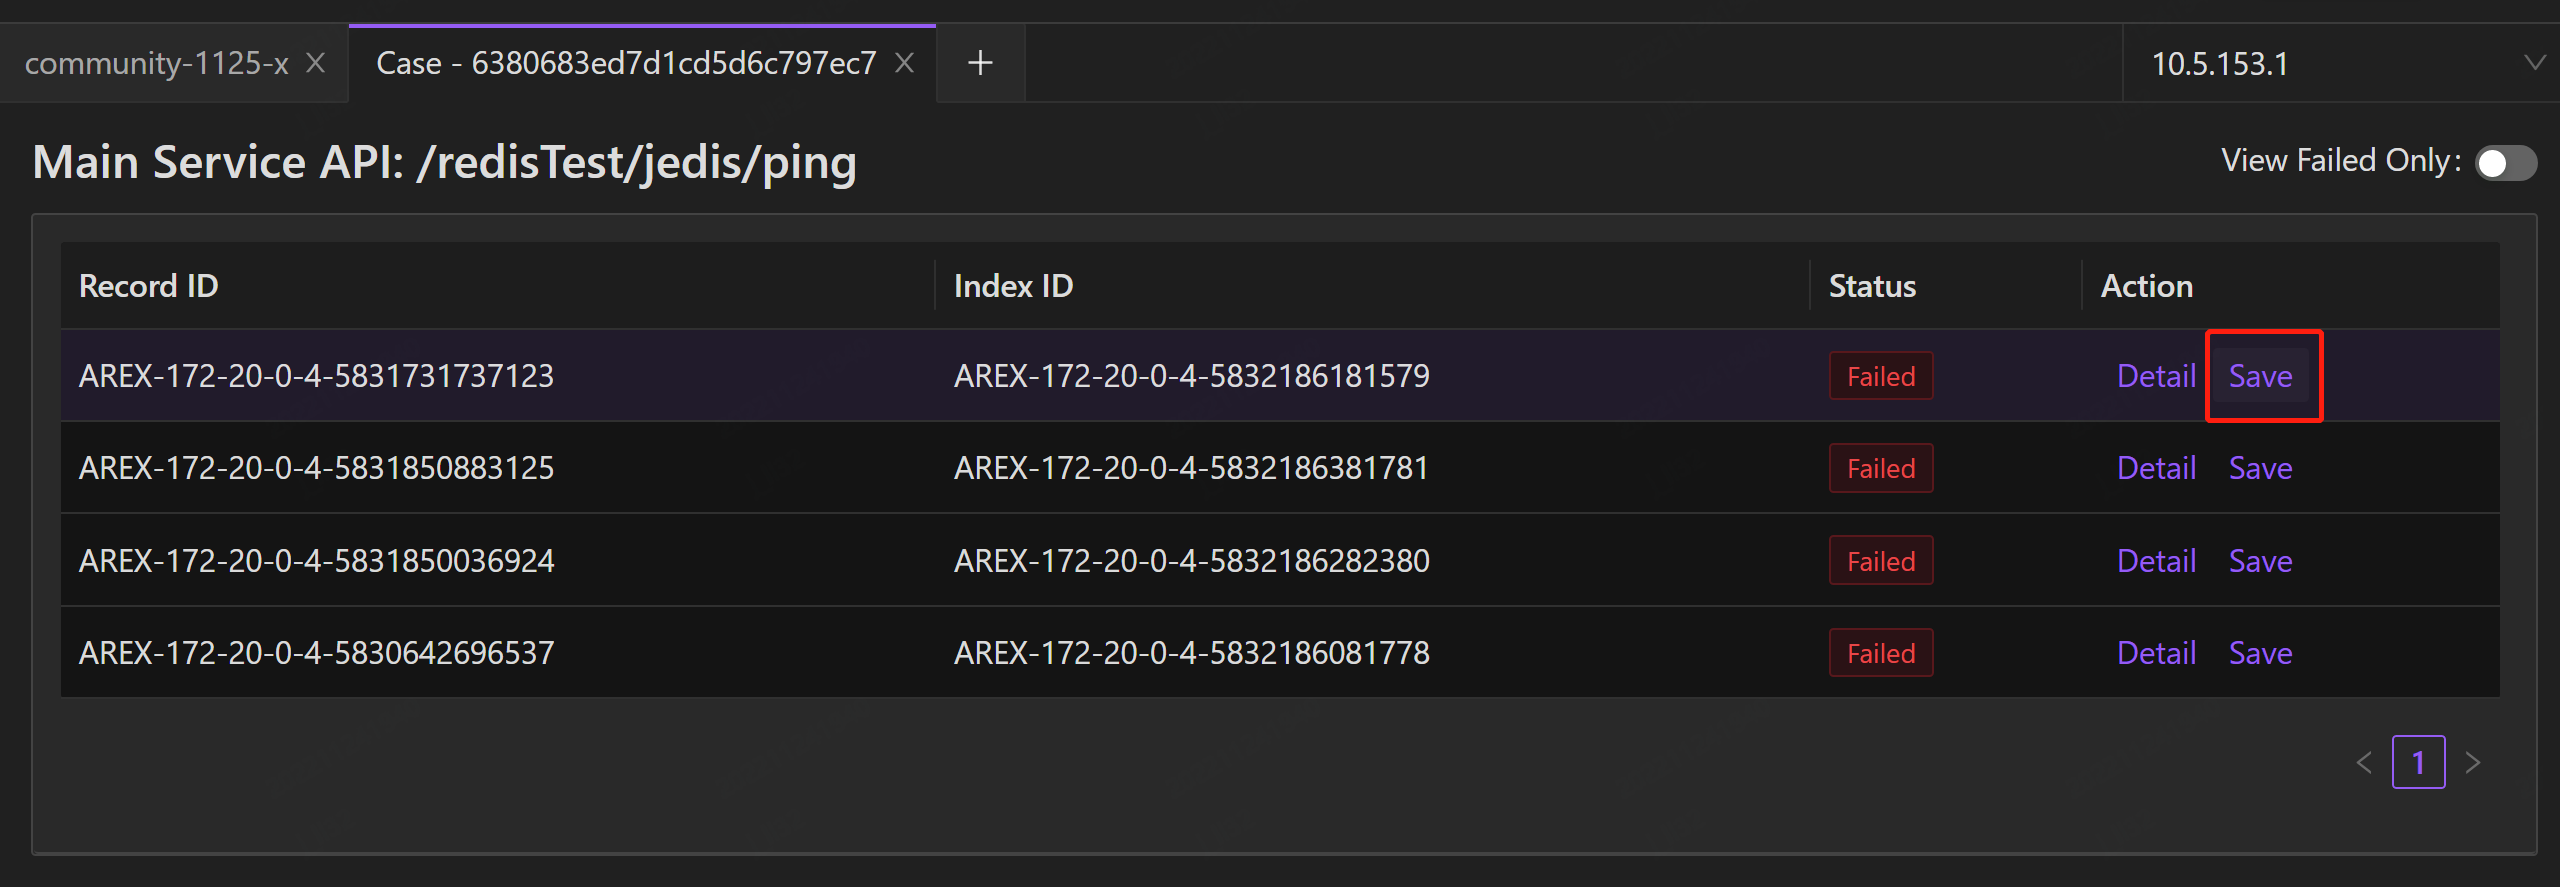 community-1125-x X Case - 6380683ed7d1cd5d6c797ec7 X + 10.5.153.1
Main Service API: /redisTest/jedis/ping View Failed Only:
Record ID Index ID Status Action
AREX-172-20-0-4-5831731737123 AREX-172-20-0-4-5832186181579 Failed Detail Save
AREX-172-20-0-4-5831850883125 AREX-172-20-0-4-5832186381781 Failed Detail Save
AREX-172-20-0-4-5831850036924 AREX-172-20-0-4-5832186282380 Failed Detail Save
AREX-172-20-0-4-5830642696537 AREX-172-20-0-4-5832186081778 Failed Detail Save
< 1 >